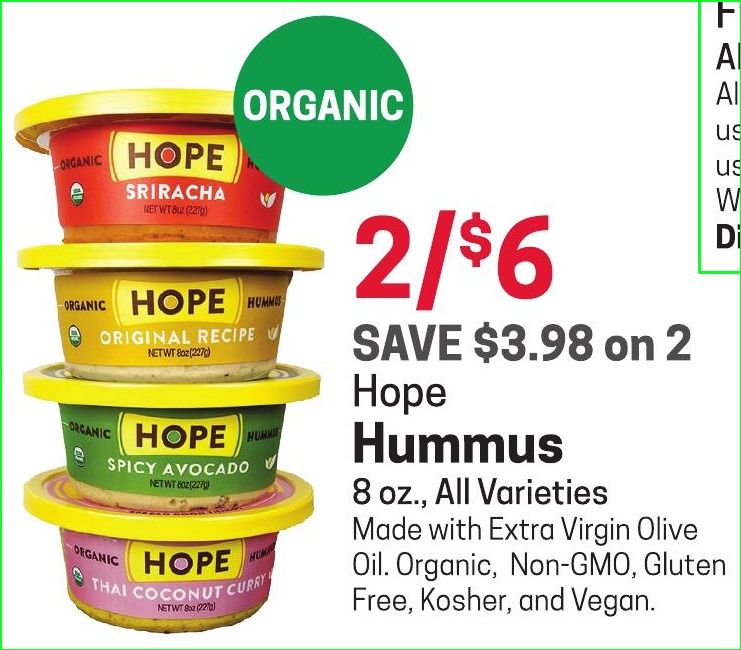 ORGANIC
ORGANIC HOPE
SRIRACHA
NET WT 8oz (227g)
ORGANIC HOPE HUMMUS
ORIGINAL RECIPE
NET WT 8oz (227g)
ORGANIC HOPE HUMMUS
SPICY AVOCADO
NET WT 8oz (227g)
ORGANIC HOPE HUMMUS
THAI COCONUT CURRY
NET WT 8oz (227g)
2/$6
SAVE $3.98 on 2
Hope
Hummus
8 oz., All Varieties
Made with Extra Virgin Olive
Oil. Organic, Non-GMO, Gluten
Free, Kosher, and Vegan.